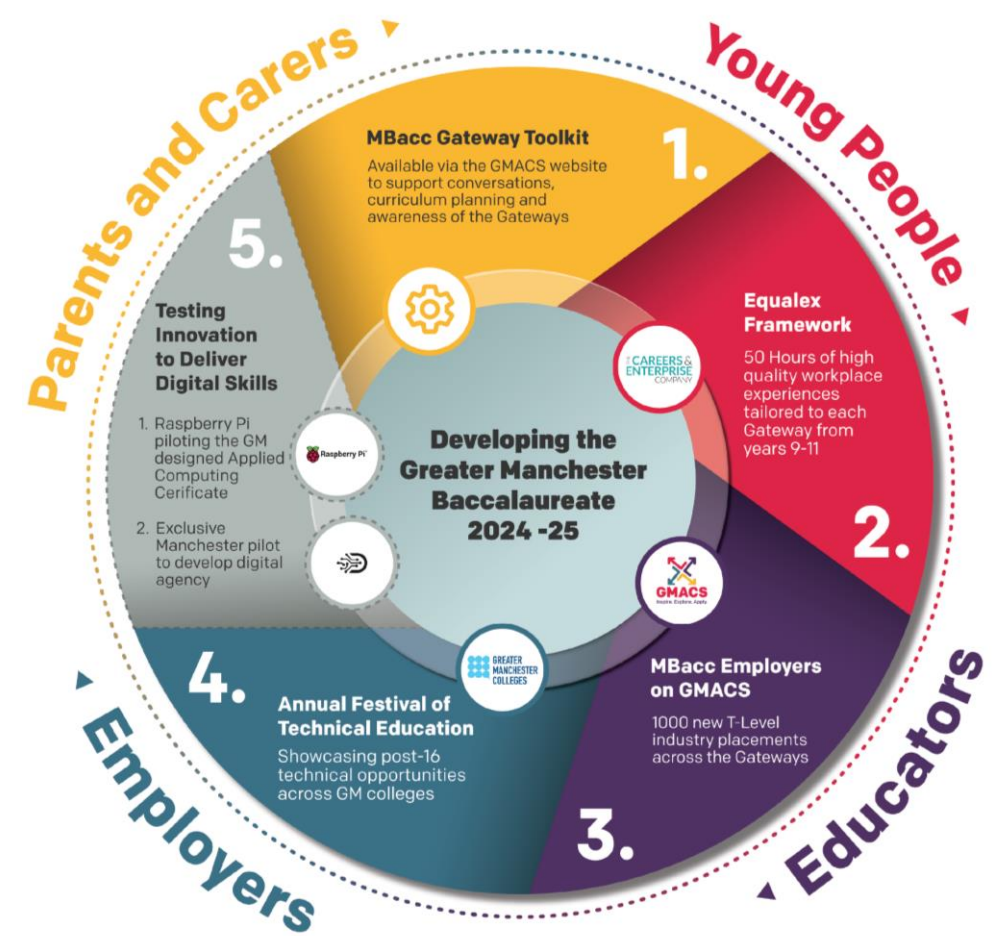 Parents and Carers
Young People
Educators
Employers
1.
MBacc Gateway Toolkit
Available via the GMACS website
to support conversations,
curriculum planning and
awareness of the Gateways
2.
Equalex
Framework
50 Hours of high
quality workplace
experiences
tailored to each
Gateway from
years 9-11
THE CAREERS &
ENTERPRISE
COMPANY
3.
MBacc Employers
on GMACS
1000 new T-Level
industry placements
across the Gateways
GMACS
Inspire. Explore. Apply.
4.
Annual Festival of
Technical Education
Showcasing post-16
technical opportunities
across GM colleges
GREATER
MANCHESTER
COLLEGES
5.
Testing
Innovation
to Deliver
Digital Skills
1. Raspberry Pi
piloting the GM
designed Applied
Computing
Cerificate
2. Exclusive
Manchester pilot
to develop digital
agency
Raspberry Pi
Developing the
Greater Manchester
Baccalaureate
2024 -25